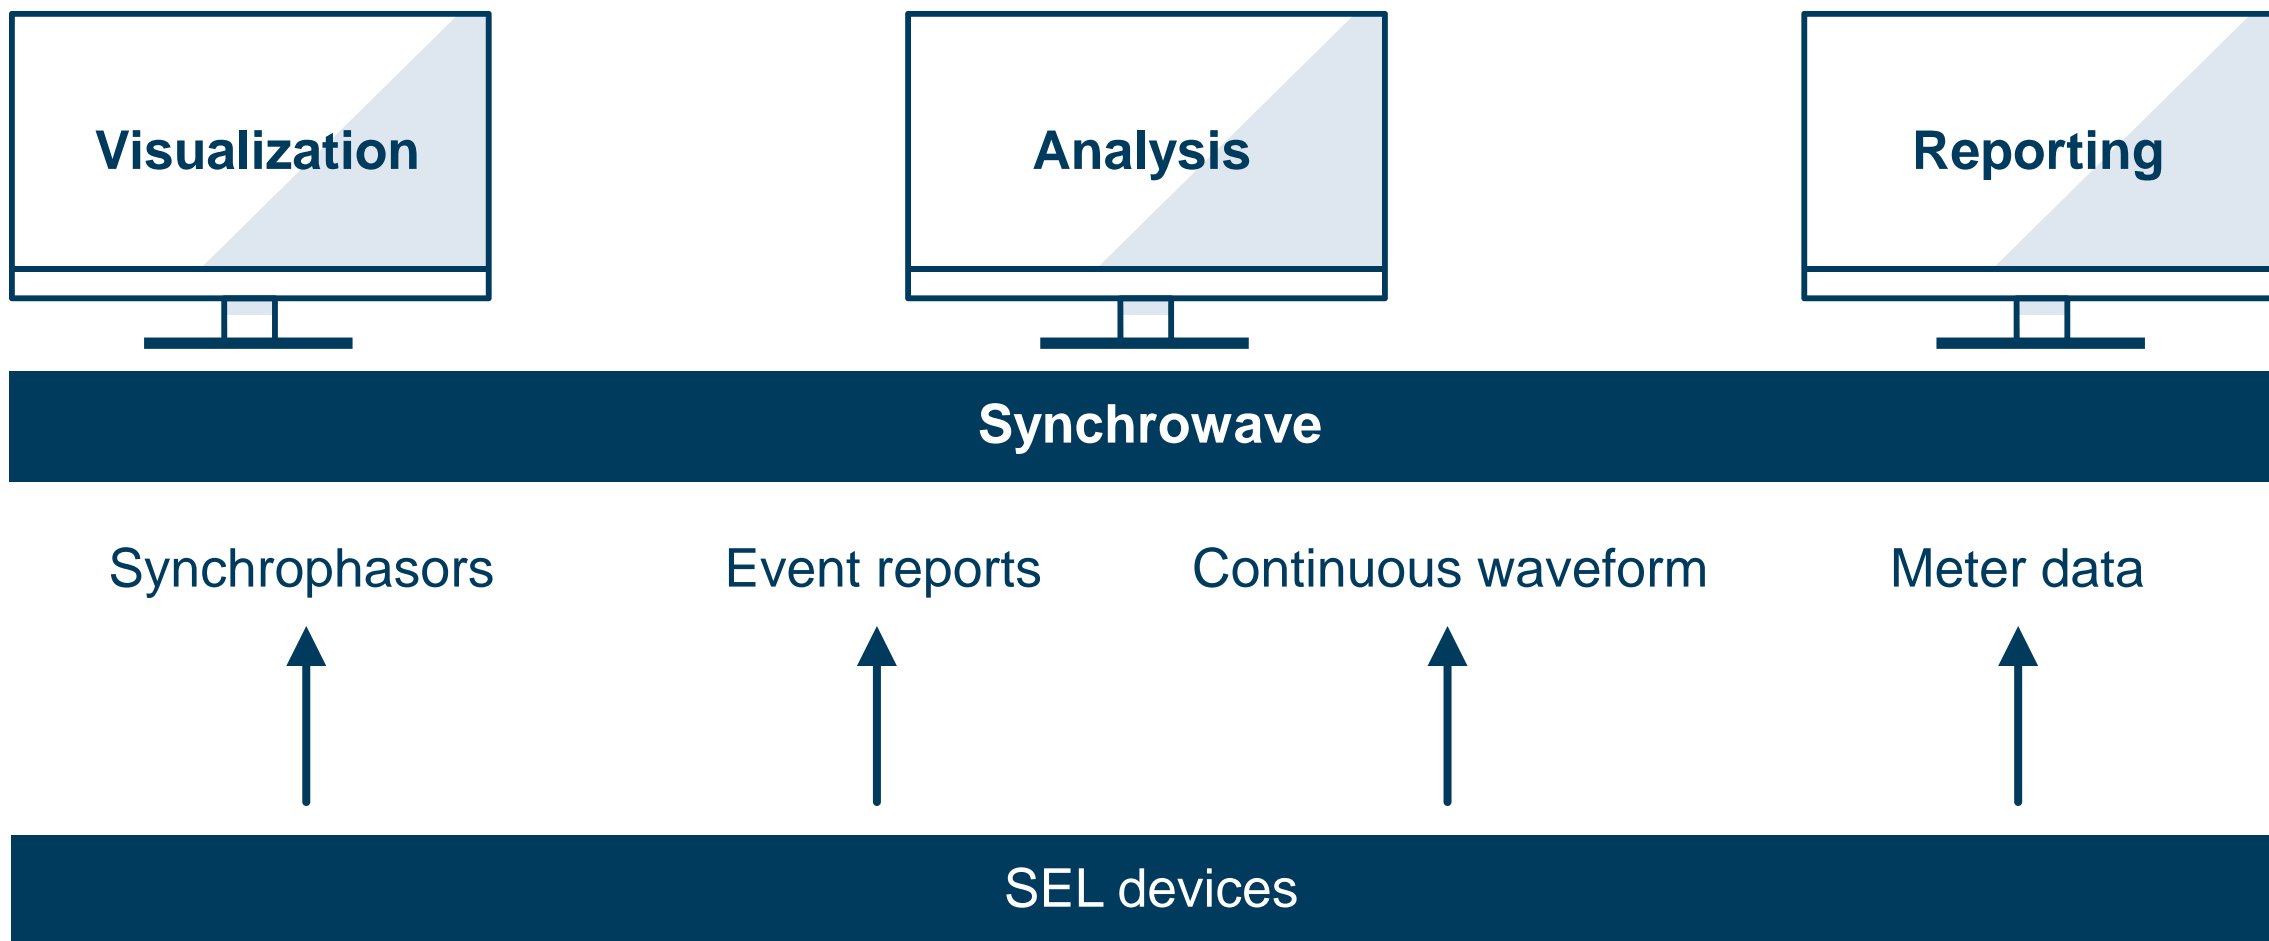 Visualization
Analysis
Reporting
Synchrowave
Synchrophasors
Event reports
Continuous waveform
Meter data
SEL devices